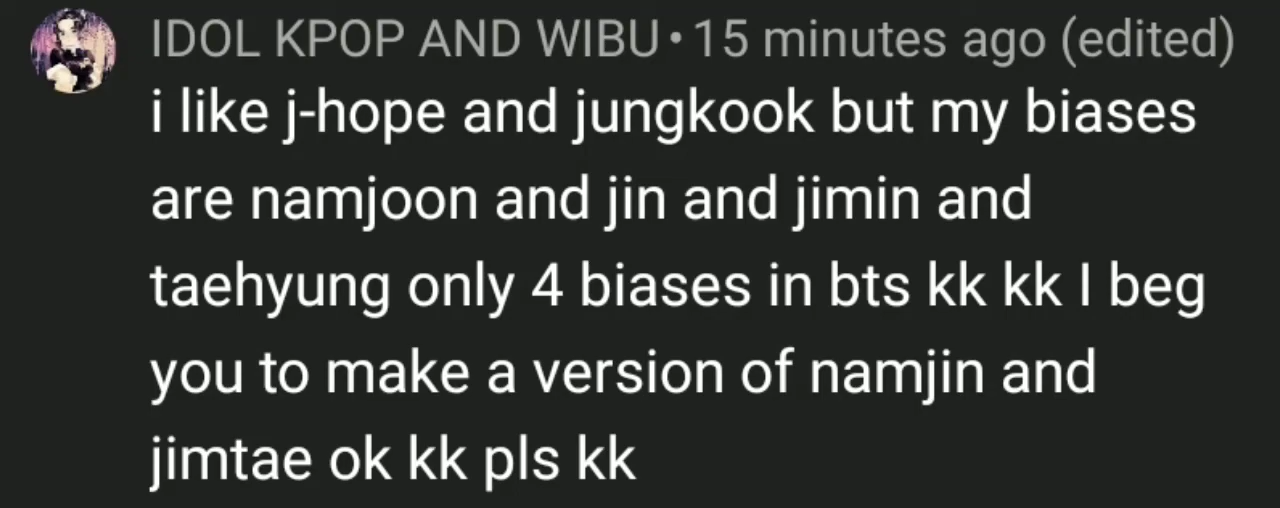 IDOL KPOP AND WIBU • 15 minutes ago (edited)
i like j-hope and jungkook but my biases
are namjoon and jin and jimin and
taehyung only 4 biases in bts kk kk I beg
you to make a version of namjin and
jimtae ok kk pls kk